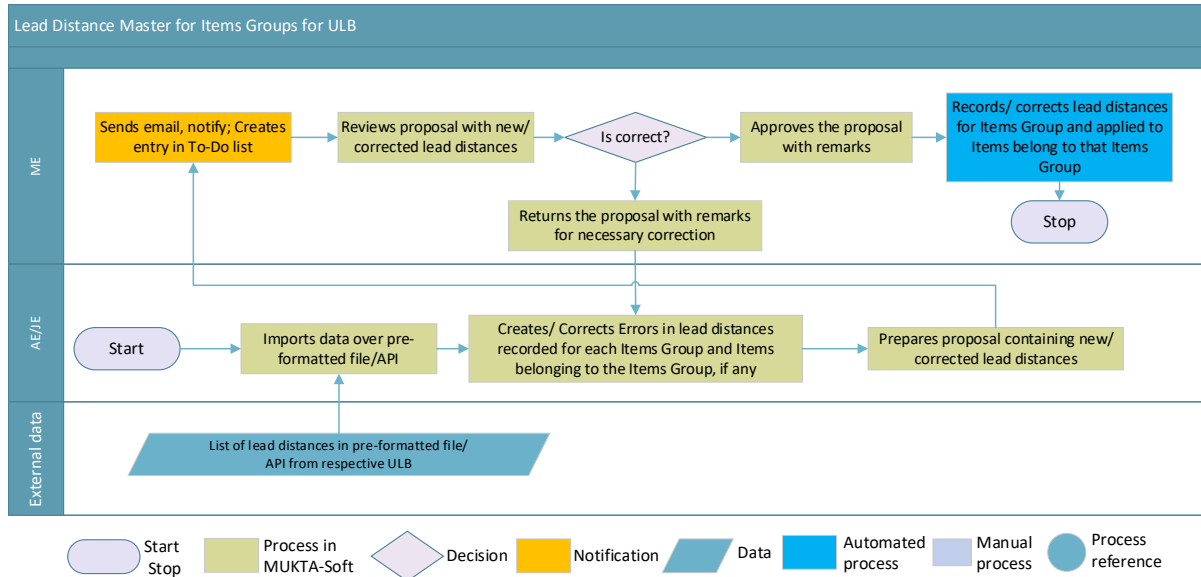 Lead Distance Master for Items Groups for ULB
ME
Sends email, notify; Creates
entry in To-Do list
Reviews proposal with new/
corrected lead distances
Is correct?
Approves the proposal
with remarks
Records/ corrects lead distances
for Items Group and applied to
Items belong to that Items
Group
Returns the proposal with remarks
for necessary correction
Stop
AE/JE
Start
Imports data over pre-
formatted file/API
Creates/ Corrects Errors in lead distances
recorded for each Items Group and Items
belonging to the Items Group, if any
Prepares proposal containing new/
corrected lead distances
External data
List of lead distances in pre-formatted file/
API from respective ULB
Start
Stop
Process in
MUKTA-Soft
Decision
Notification
Data
Automated
process
Manual
process
Process
reference